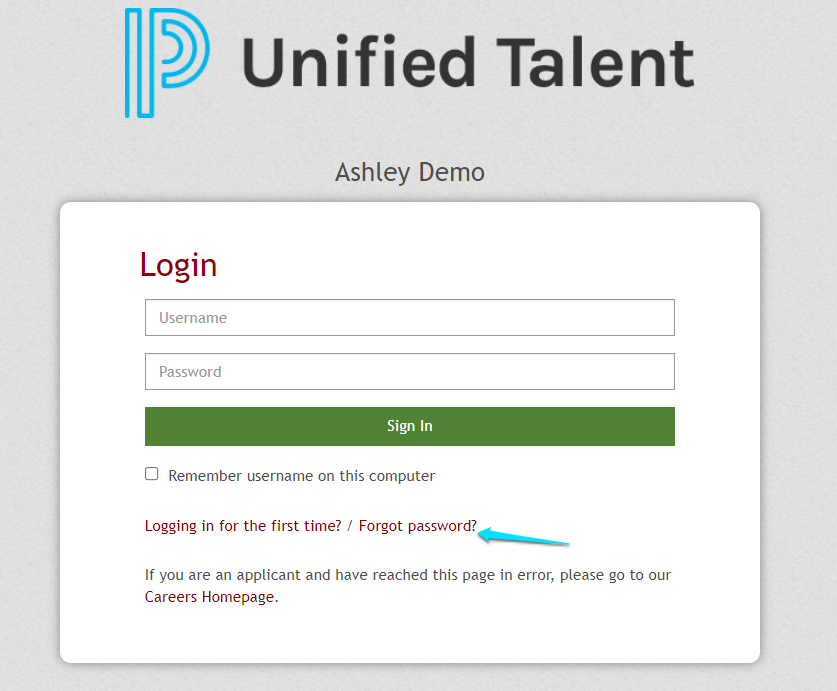 Unified Talent
Ashley Demo
Login
Username
Password
Sign In
Remember username on this computer
Logging in for the first time? / Forgot password?
If you are an applicant and have reached this page in error, please go to our
Careers Homepage.